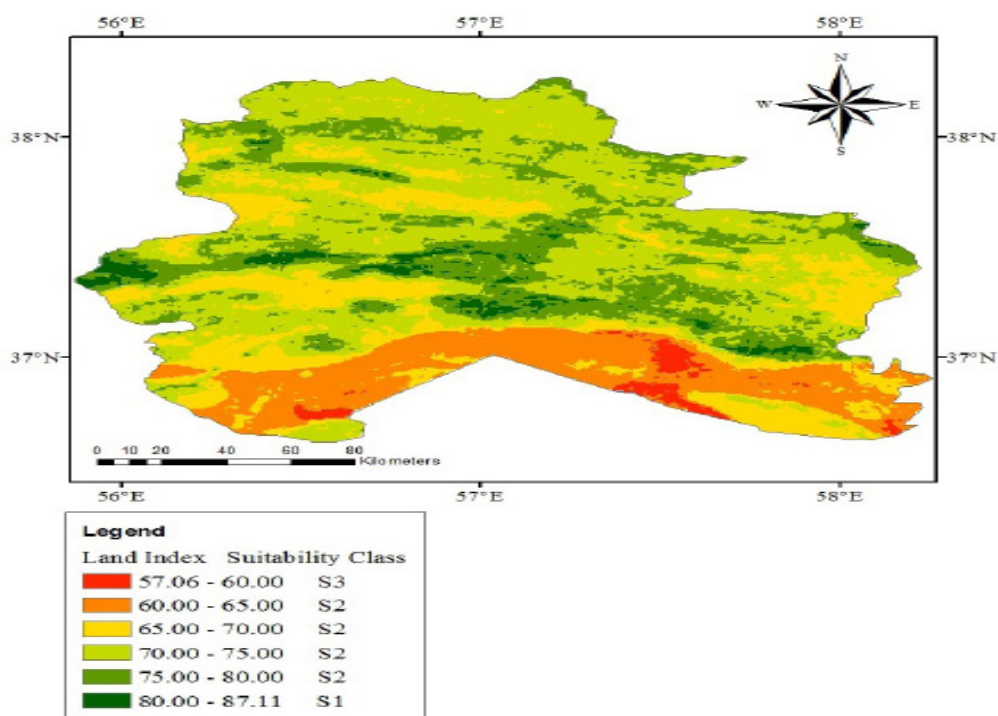 56°E 57°E 58°E
N
W E
S
38°N 38°N
37°N 37°N
0 10 20 40 60 80
Kilometers
56°E 57°E 58°E
Legend
Land Index Suitability Class
57.06 - 60.00 S3
60.00 - 65.00 S2
65.00 - 70.00 S2
70.00 - 75.00 S2
75.00 - 80.00 S2
80.00 - 87.11 S1